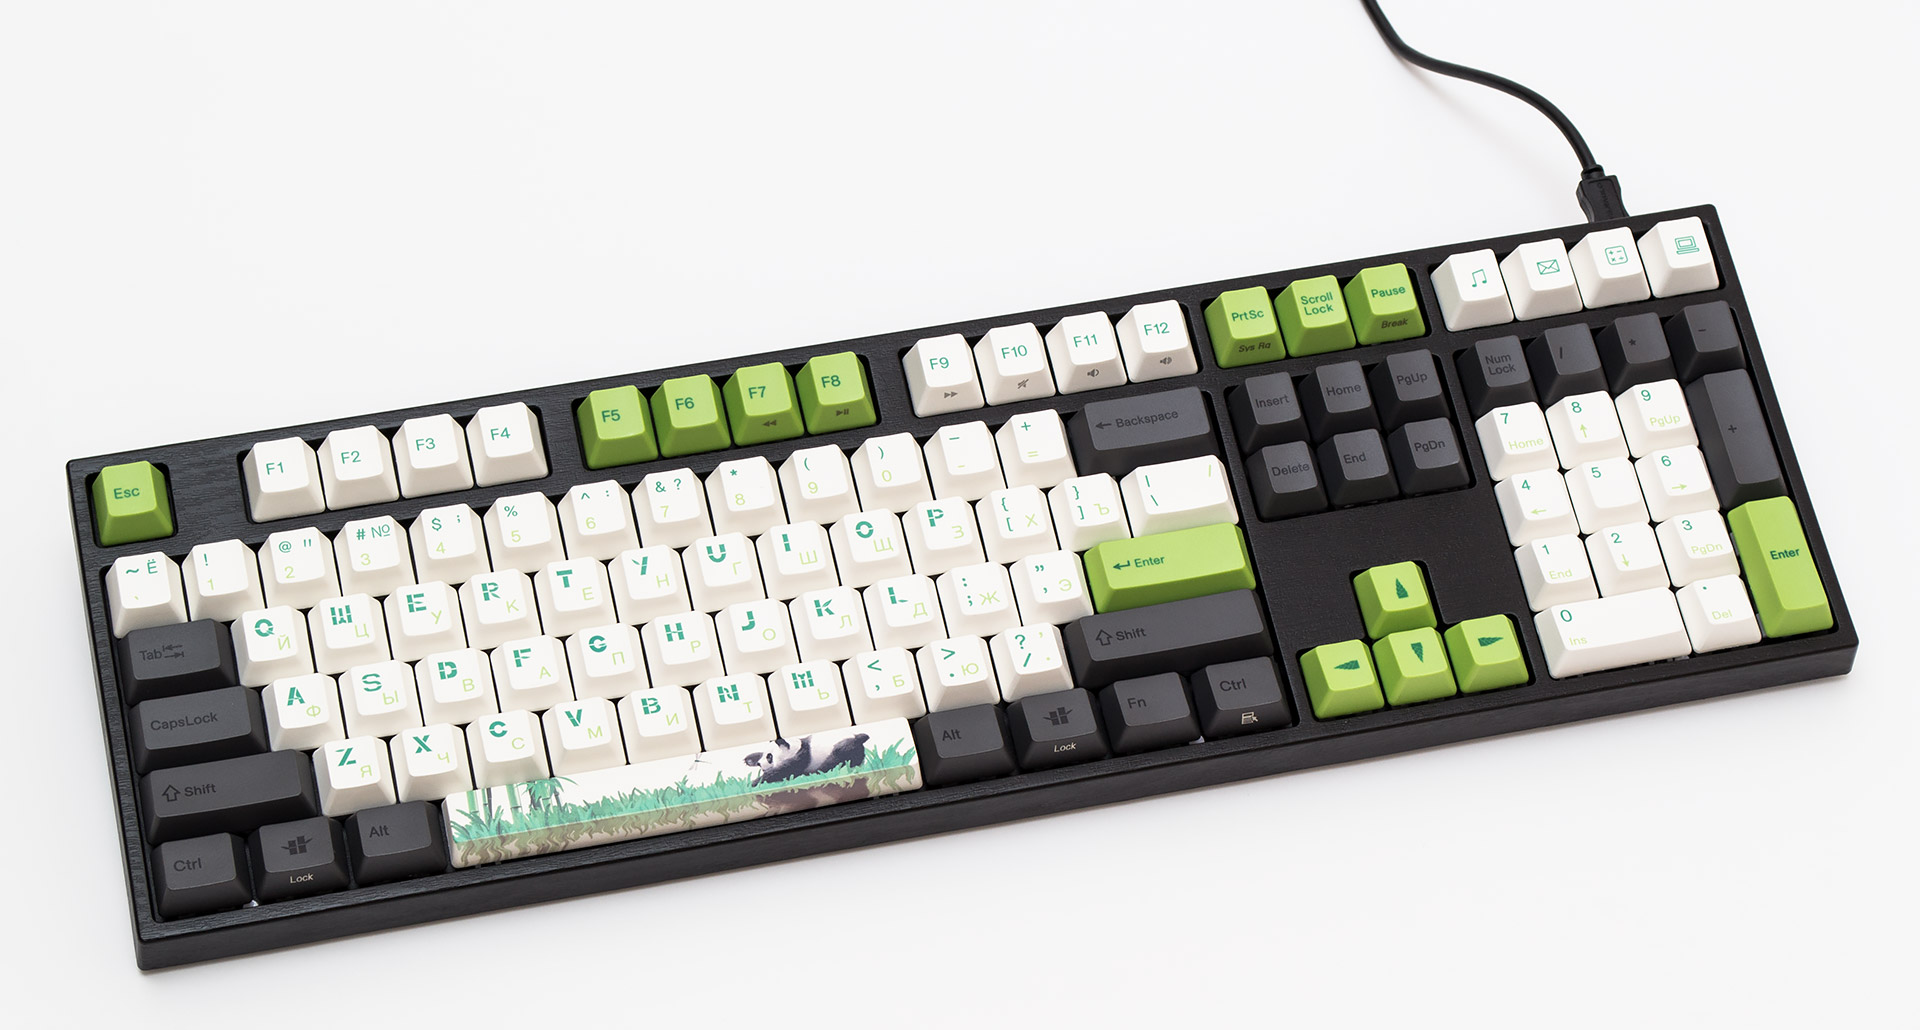 Esc F1 F2 F3 F4 F5 F6 F7 F8 F9 F10 F11 F12 PrtSc Sys Rq Scroll Lock Pause Break
~ Ё ` ! 1 @ " 2 # № 3 $ ; 4 % 5 ^ : 6 & ? 7 * 8 ( 9 ) 0 _ - + = Backspace Insert Home PgUp Num Lock / * -
Tab Q Й W Ц E У R К T Е Y Н U Г I Ш O Щ P З { [ Х } ] Ъ | \ / Delete End PgDn 7 Home 8 ↑ 9 PgUp +
CapsLock A Ф S Ы D В F А G П H Р J О K Л L Д : ; Ж " ' Э Enter 4 ← 5 6 →
Shift Z Я X Ч C С V М B И N Т M Ь < , Б > . Ю ? / , . Shift 1 End 2 ↓ 3 PgDn Enter
Ctrl Lock Alt Alt Lock Fn Ctrl 0 Ins . Del